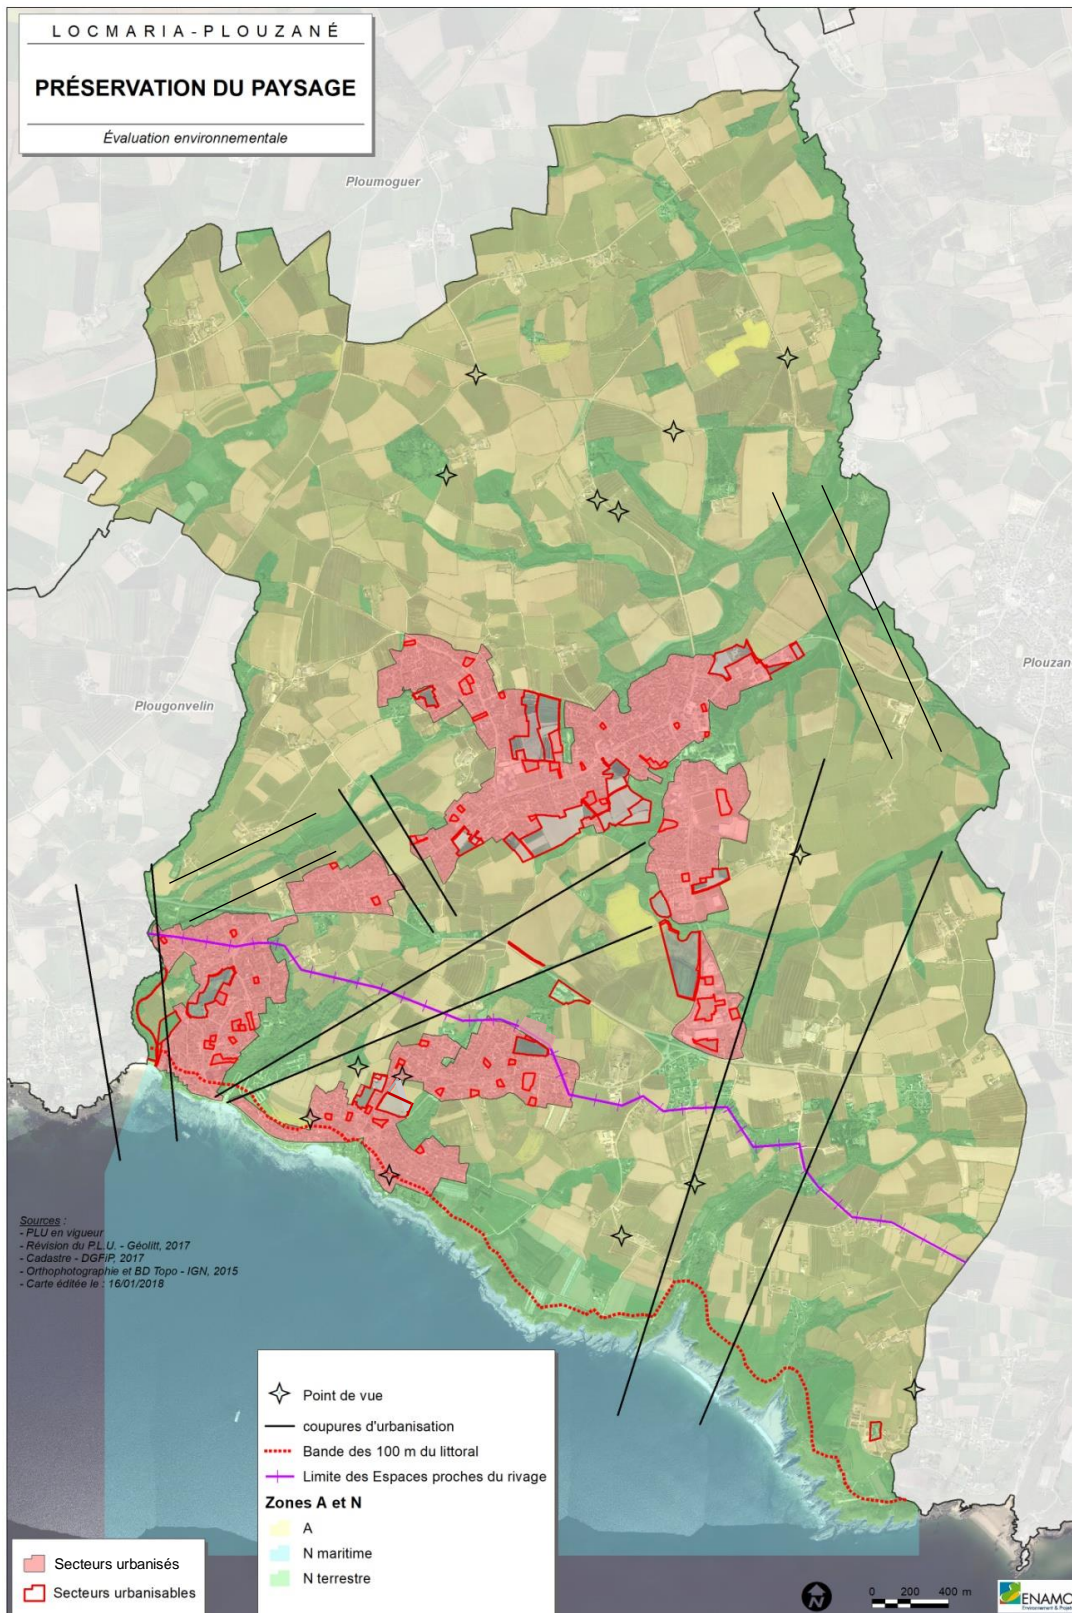 LOCMARIA-PLOUZANÉ
PRÉSERVATION DU PAYSAGE
Évaluation environnementale
Ploumoguer
Plouzan
Plougonvelin
Sources :
- PLU en vigueur
- Révision du P.L.U. - Géolitt, 2017
- Cadastre - DGFiP, 2017
- Orthophotographie et BD Topo - IGN, 2015
- Carte éditée le : 16/01/2018
Point de vue
coupures d'urbanisation
Bande des 100 m du littoral
Limite des Espaces proches du rivage
Zones A et N
A
N maritime
N terrestre
Secteurs urbanisés
Secteurs urbanisables
N
0 200 400 m
ENAMO